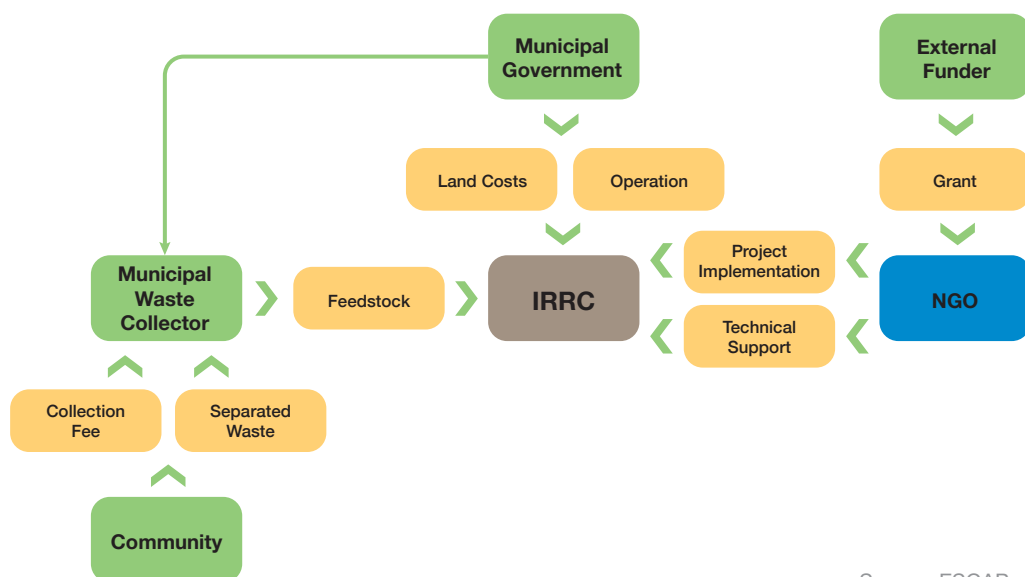 Municipal
Government
External
Funder
Land Costs
Operation
Grant
Municipal
Waste
Collector
Feedstock
IRRC
Project
Implementation
Technical
Support
NGO
Collection
Fee
Separated
Waste
Community